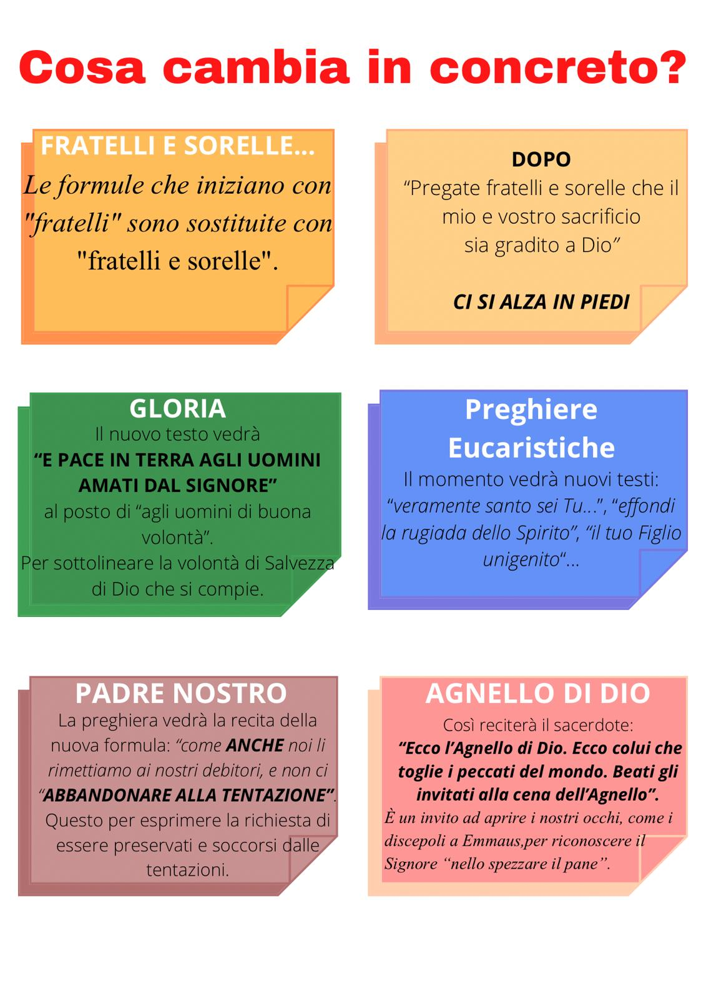 Cosa cambia in concreto?
FRATELLI E SORELLE...
Le formule che iniziano con
"fratelli" sono sostituite con
"fratelli e sorelle".
DOPO
“Pregate fratelli e sorelle che il
mio e vostro sacrificio
sia gradito a Dio”
CI SI ALZA IN PIEDI
GLORIA
Il nuovo testo vedrà
“E PACE IN TERRA AGLI UOMINI
AMATI DAL SIGNORE”
al posto di “agli uomini di buona
volontà”.
Per sottolineare la volontà di Salvezza
di Dio che si compie.
Preghiere
Eucaristiche
Il momento vedrà nuovi testi:
“veramente santo sei Tu...”, “effondi
la rugiada dello Spirito”, “il tuo Figlio
unigenito“...
PADRE NOSTRO
La preghiera vedrà la recita della
nuova formula: “come ANCHE noi li
rimettiamo ai nostri debitori, e non ci
“ABBANDONARE ALLA TENTAZIONE”.
Questo per esprimere la richiesta di
essere preservati e soccorsi dalle
tentazioni.
AGNELLO DI DIO
Così reciterà il sacerdote:
“Ecco l’Agnello di Dio. Ecco colui che
toglie i peccati del mondo. Beati gli
invitati alla cena dell’Agnello”.
È un invito ad aprire i nostri occhi, come i
discepoli a Emmaus,per riconoscere il
Signore “nello spezzare il pane”.